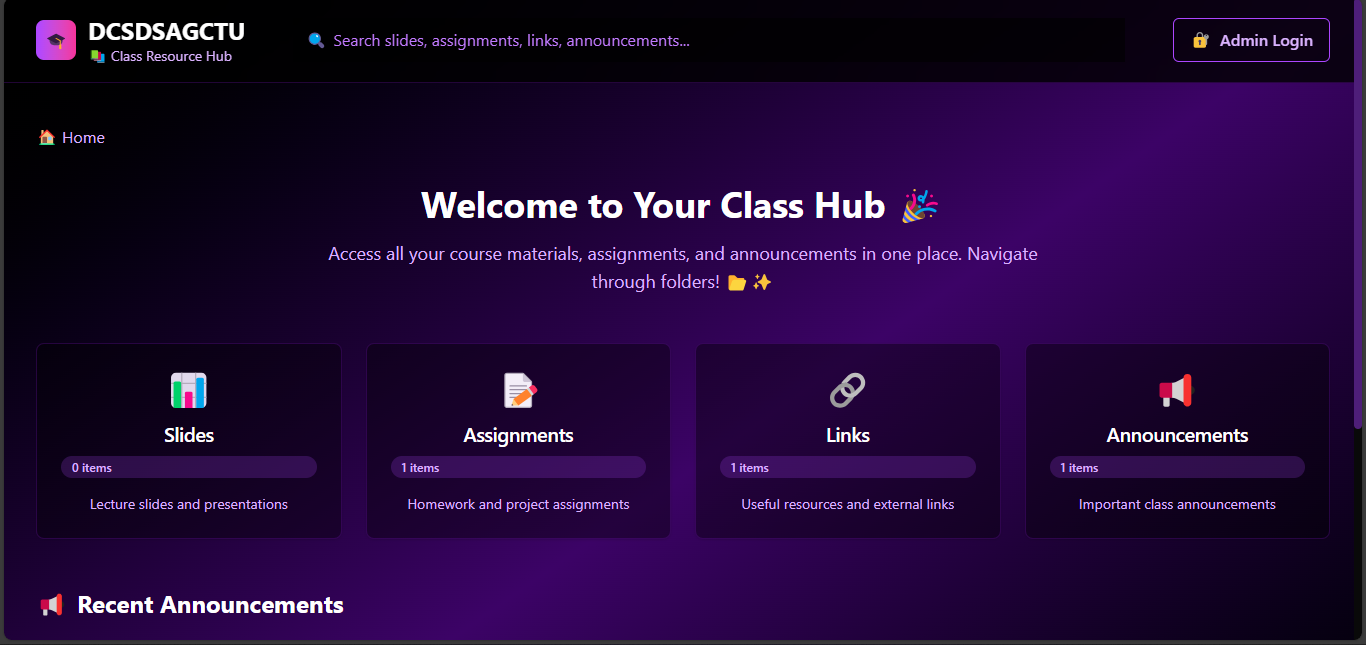 DCSDSAGCTU
Class Resource Hub
Search slides, assignments, links, announcements...
Admin Login
Home
Welcome to Your Class Hub 🎉
Access all your course materials, assignments, and announcements in one place. Navigate
through folders! 📂 ✨
Slides
0 items
Lecture slides and presentations
Assignments
1 items
Homework and project assignments
Links
1 items
Useful resources and external links
Announcements
1 items
Important class announcements
Recent Announcements